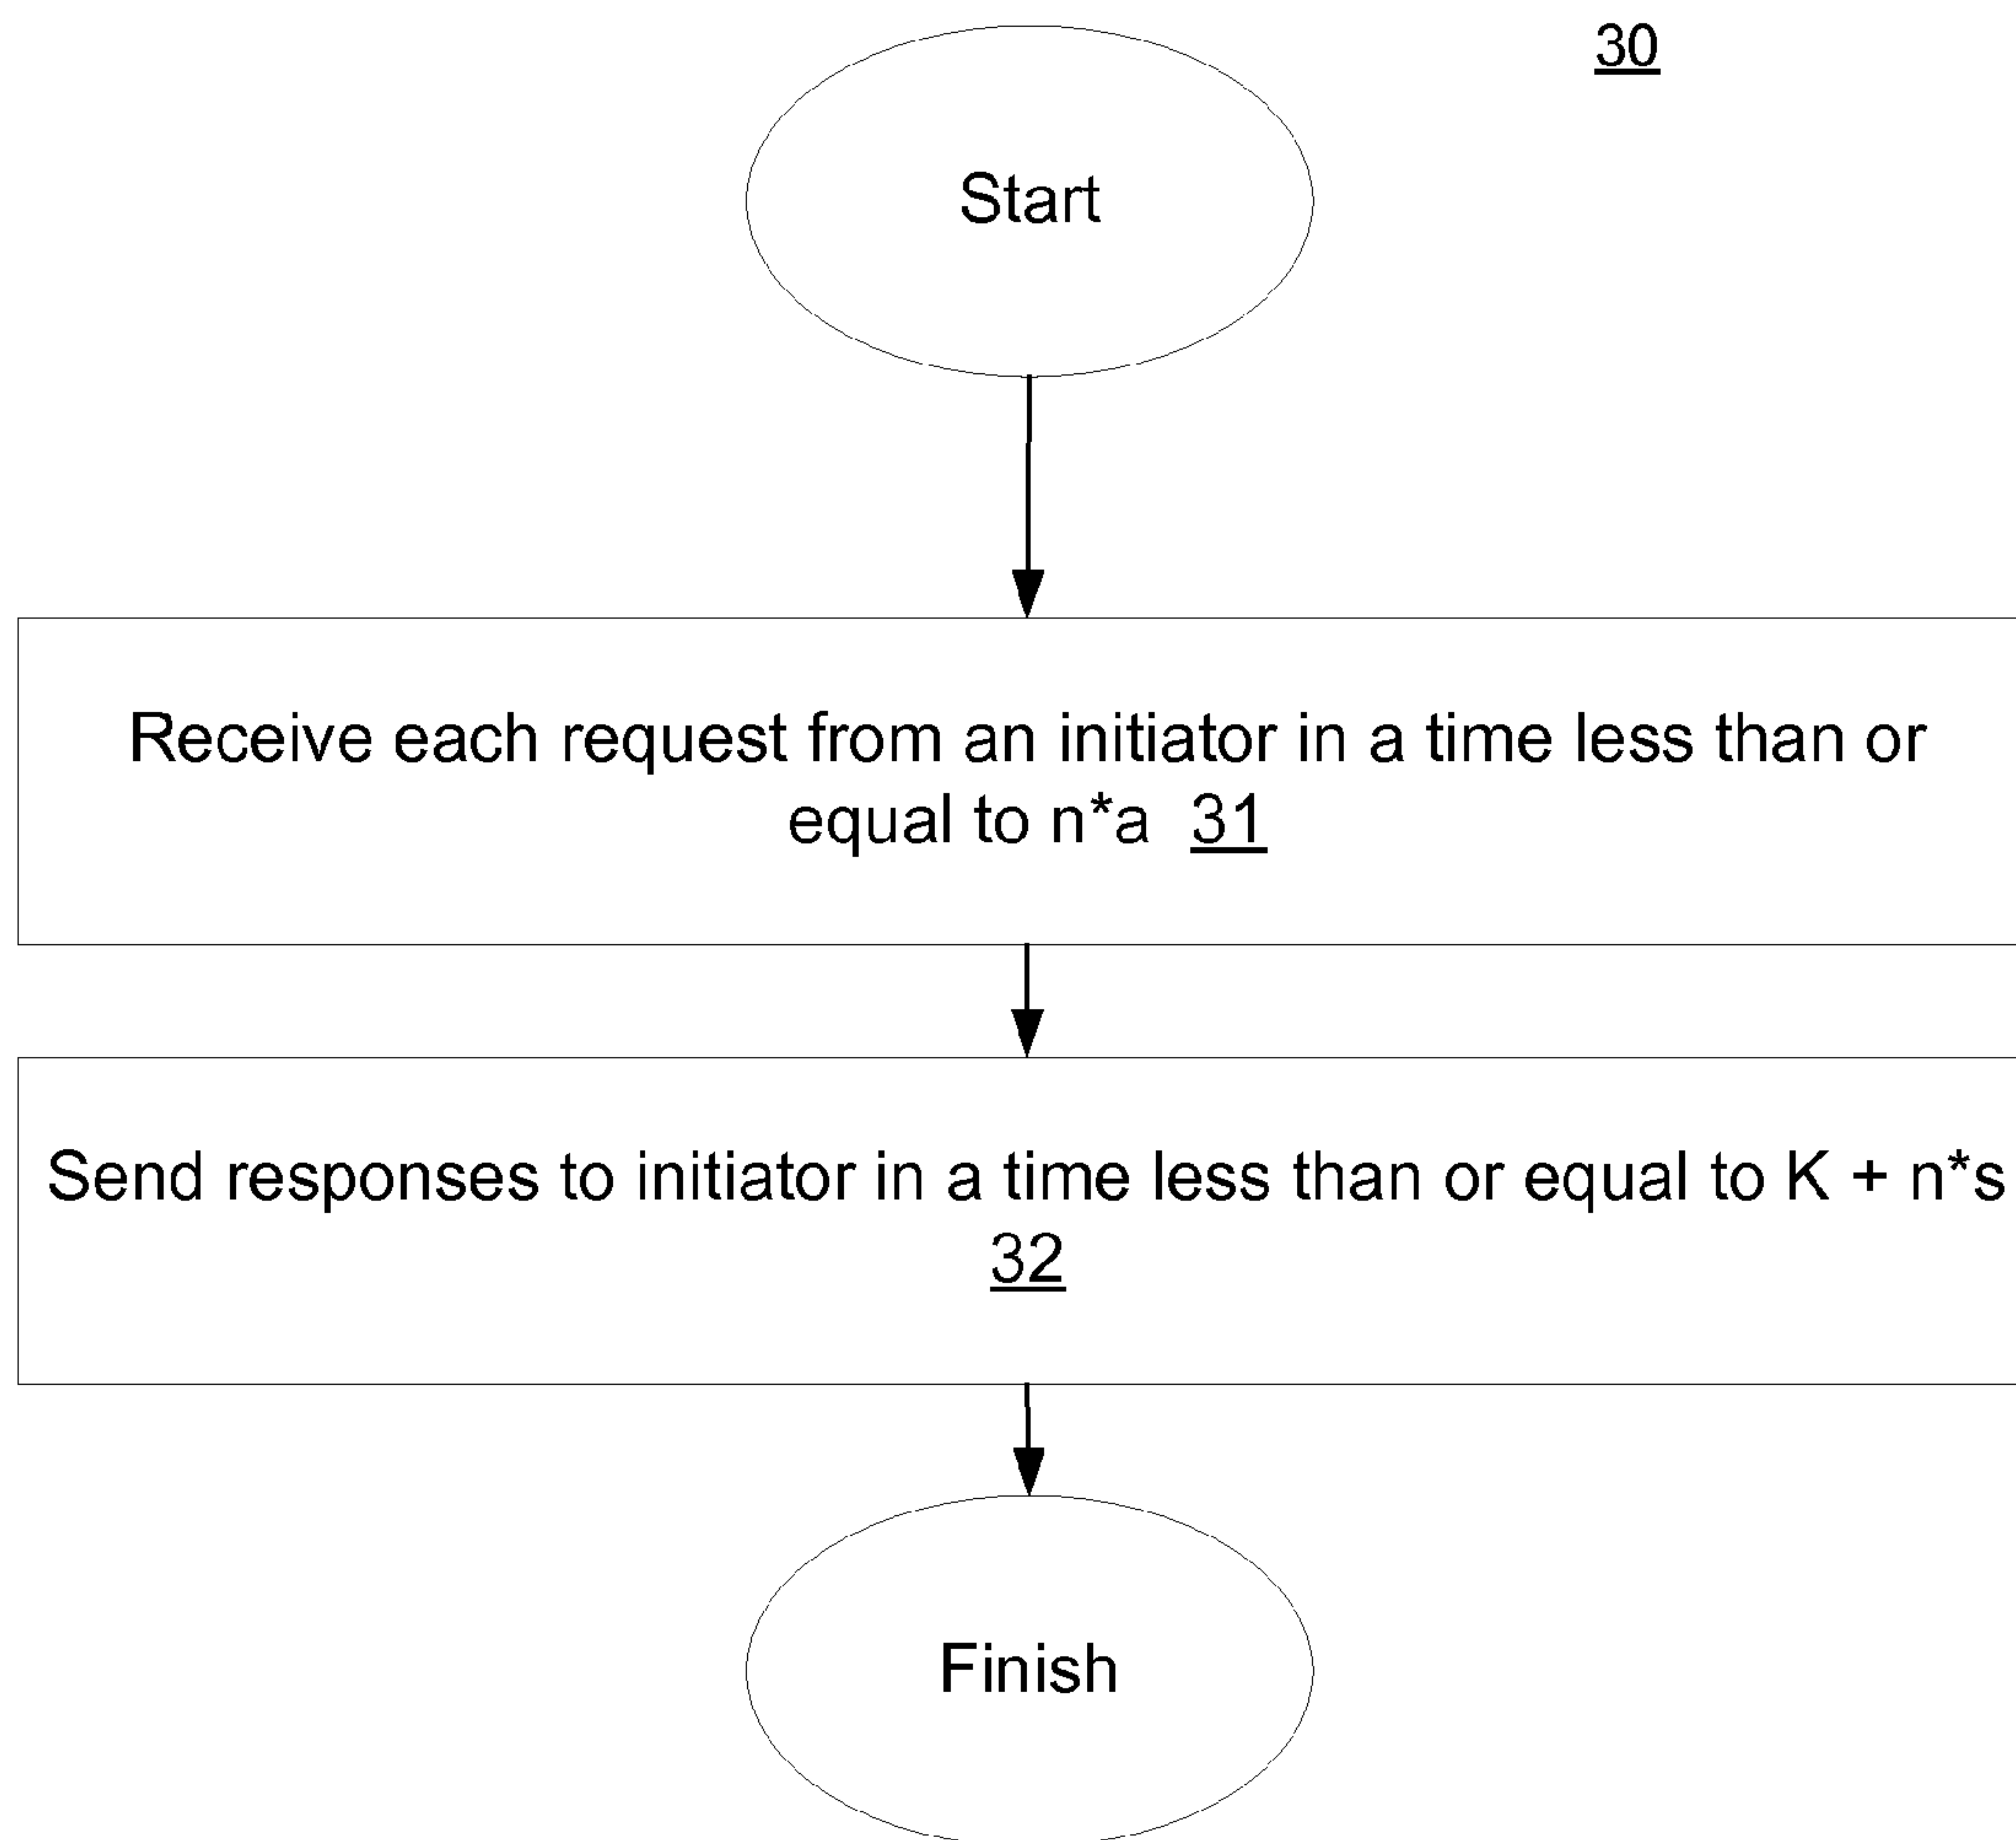 30
Start
Receive each request from an initiator in a time less than or
equal to n*a 31
Send responses to initiator in a time less than or equal to K + n*s
32
Finish